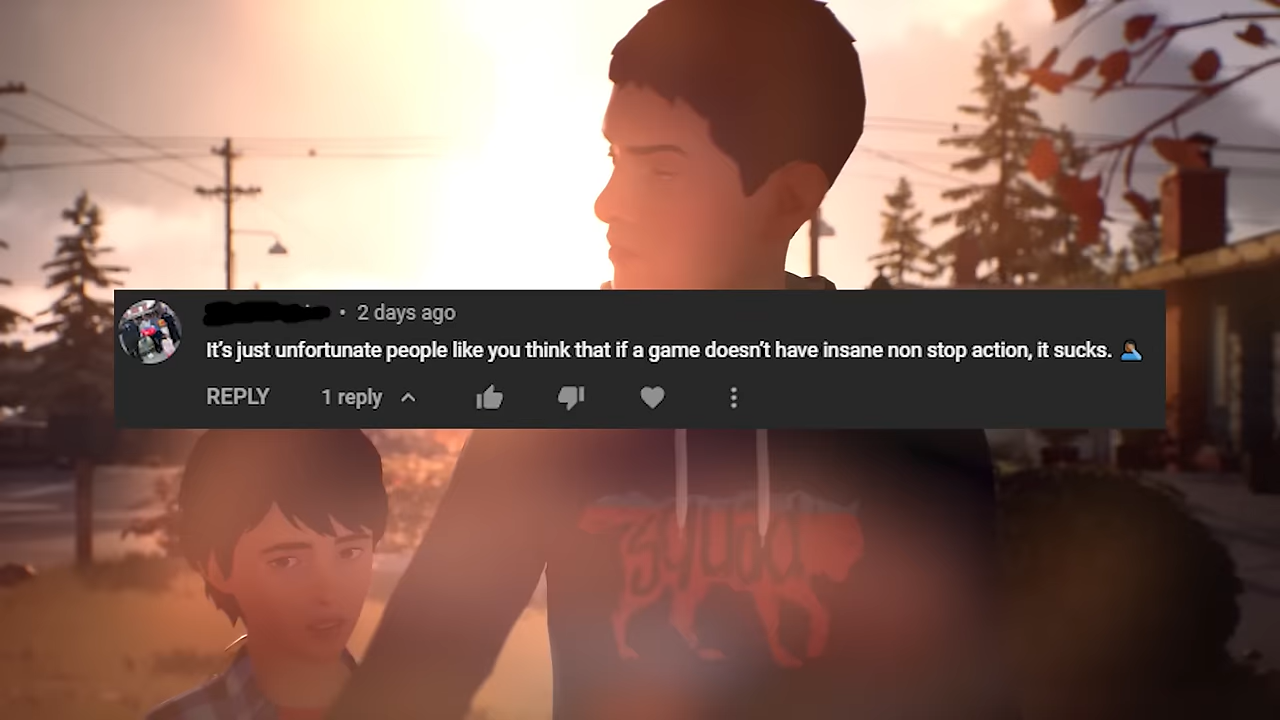 • 2 days ago
It’s just unfortunate people like you think that if a game doesn’t have insane non stop action, it sucks. 🤦🏽‍♂️
REPLY 1 reply
squad